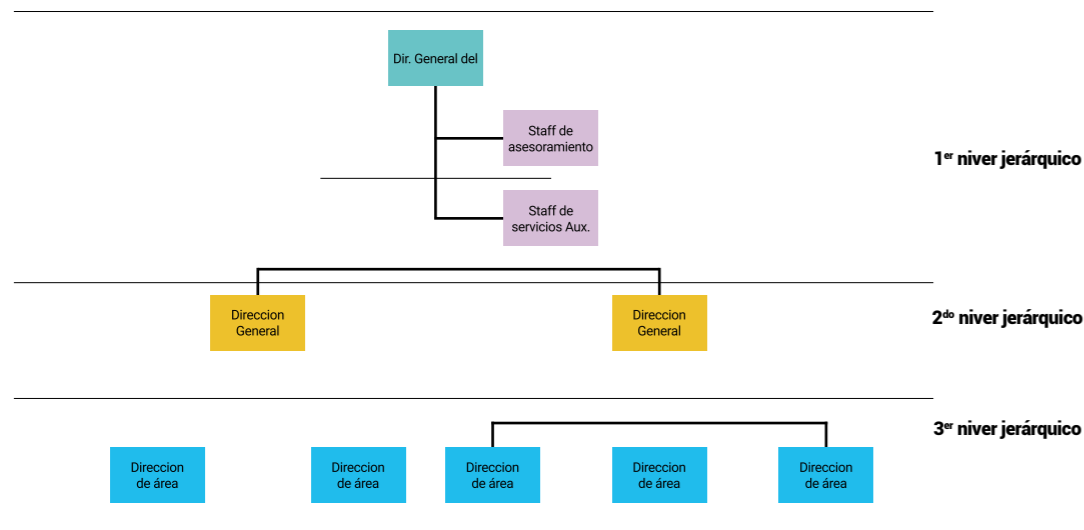 Dir. General del
Staff de
asesoramiento
1er niver jerárquico
Staff de
servicios Aux.
Direccion
General
Direccion
General
2do niver jerárquico
3er niver jerárquico
Direccion
de área
Direccion
de área
Direccion
de área
Direccion
de área
Direccion
de área